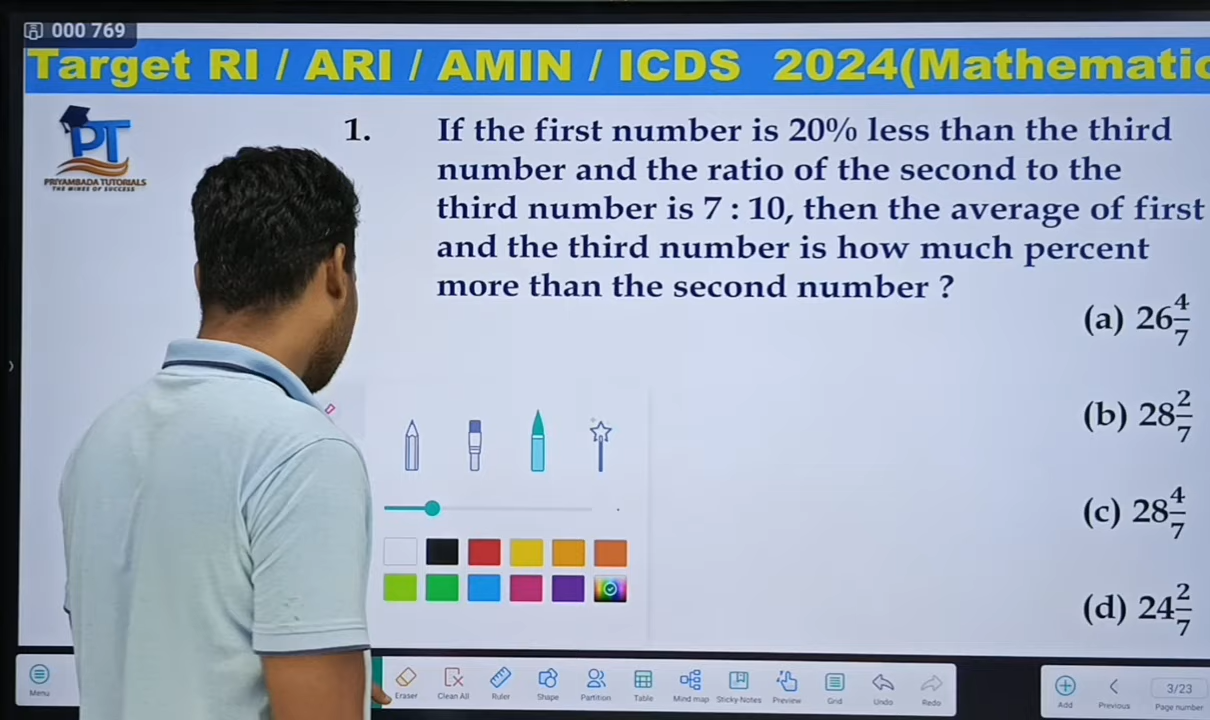 000 769
Target RI / ARI / AMIN / ICDS 2024(Mathematic
PT
PRIYAMBADA TUTORIALS
THE MINES OF SUCCESS
1. If the first number is 20% less than the third
number and the ratio of the second to the
third number is 7 : 10, then the average of first
and the third number is how much percent
more than the second number ?
(a) 26 4/7
(b) 28 2/7
(c) 28 4/7
(d) 24 2/7
Menu
Eraser Clean All Ruler Shape Partition Table Mind map Sticky-Notes Preview Grid Undo Redo
Add Previous 3/23 Page number